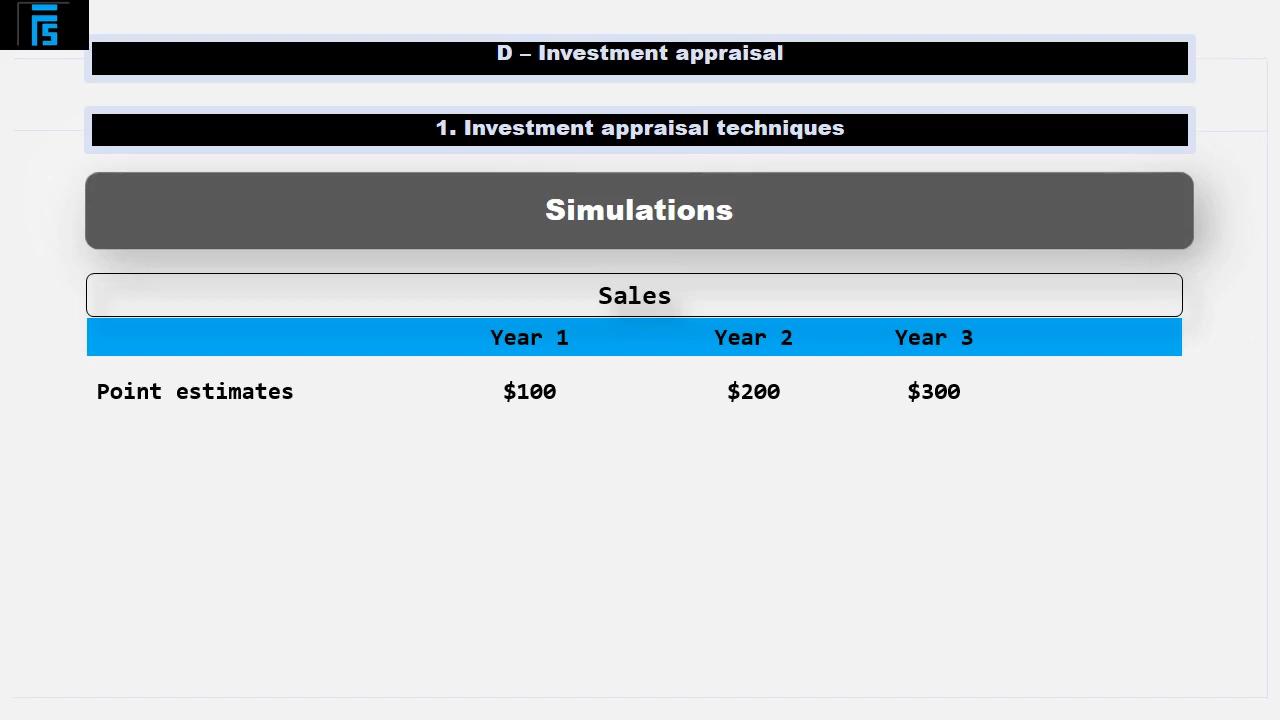 D – Investment appraisal
1. Investment appraisal techniques
Simulations
Sales
Year 1 Year 2 Year 3
Point estimates $100 $200 $300